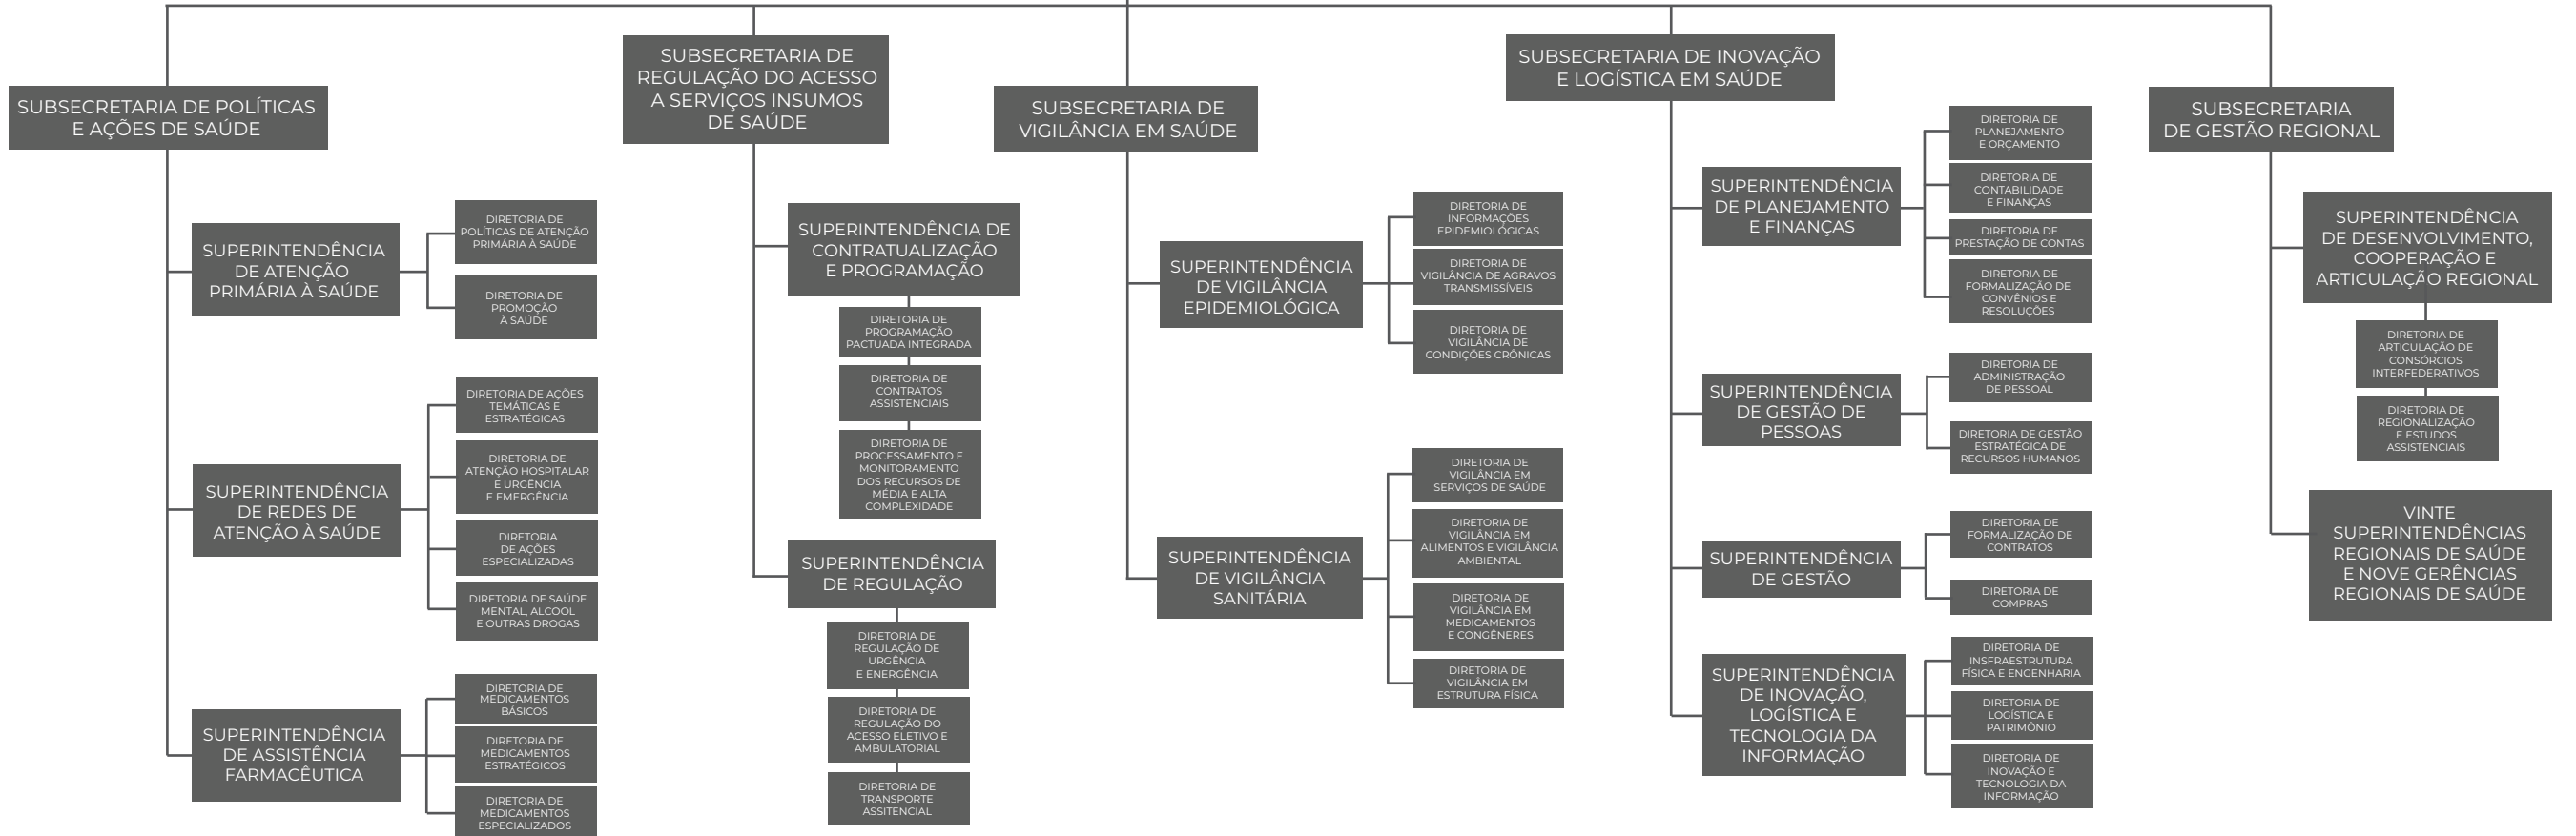 SUBSECRETARIA DE POLÍTICAS
E AÇÕES DE SAÚDE
SUPERINTENDÊNCIA
DE ATENÇÃO
PRIMÁRIA À SAÚDE
DIRETORIA DE
POLÍTICAS DE ATENÇÃO
PRIMÁRIA À SAÚDE
DIRETORIA DE
PROMOÇÃO
À SAÚDE
SUPERINTENDÊNCIA
DE REDES DE
ATENÇÃO À SAÚDE
DIRETORIA DE AÇÕES
TEMÁTICAS E
ESTRATÉGICAS
DIRETORIA DE
ATENÇÃO HOSPITALAR
E URGÊNCIA
E EMERGÊNCIA
DIRETORIA
DE AÇÕES
ESPECIALIZADAS
DIRETORIA DE SAÚDE
MENTAL, ALCOOL
E OUTRAS DROGAS
SUPERINTENDÊNCIA
DE ASSISTÊNCIA
FARMACÊUTICA
DIRETORIA DE
MEDICAMENTOS
BÁSICOS
DIRETORIA DE
MEDICAMENTOS
ESTRATÉGICOS
DIRETORIA DE
MEDICAMENTOS
ESPECIALIZADOS
SUBSECRETARIA DE
REGULAÇÃO DO ACESSO
A SERVIÇOS INSUMOS
DE SAÚDE
SUPERINTENDÊNCIA DE
CONTRATUALIZAÇÃO
E PROGRAMAÇÃO
DIRETORIA DE
PROGRAMAÇÃO
PACTUADA INTEGRADA
DIRETORIA DE
CONTRATOS
ASSISTENCIAIS
DIRETORIA DE
PROCESSAMENTO E
MONITORAMENTO
DOS RECURSOS DE
MÉDIA E ALTA
COMPLEXIDADE
SUPERINTENDÊNCIA
DE REGULAÇÃO
DIRETORIA DE
REGULAÇÃO DE
URGÊNCIA
E ENERGÊNCIA
DIRETORIA DE
REGULAÇÃO DO
ACESSO ELETIVO E
AMBULATORIAL
DIRETORIA DE
TRANSPORTE
ASSITENCIAL
SUBSECRETARIA DE
VIGILÂNCIA EM SAÚDE
SUPERINTENDÊNCIA
DE VIGILÂNCIA
EPIDEMIOLÓGICA
DIRETORIA DE
INFORMAÇÕES
EPIDEMIOLÓGICAS
DIRETORIA DE
VIGILÂNCIA DE AGRAVOS
TRANSMISSÍVEIS
DIRETORIA DE
VIGILÂNCIA DE
CONDIÇÕES CRÔNICAS
SUPERINTENDÊNCIA
DE VIGILÂNCIA
SANITÁRIA
DIRETORIA DE
VIGILÂNCIA EM
SERVIÇOS DE SAÚDE
DIRETORIA DE
VIGILÂNCIA EM
ALIMENTOS E VIGILÂNCIA
AMBIENTAL
DIRETORIA DE
VIGILÂNCIA EM
MEDICAMENTOS
E CONGÊNERES
DIRETORIA DE
VIGILÂNCIA EM
ESTRUTURA FÍSICA
SUBSECRETARIA DE INOVAÇÃO
E LOGÍSTICA EM SAÚDE
SUPERINTENDÊNCIA
DE PLANEJAMENTO
E FINANÇAS
DIRETORIA DE
PLANEJAMENTO
E ORÇAMENTO
DIRETORIA DE
CONTABILIDADE
E FINANÇAS
DIRETORIA DE
PRESTAÇÃO DE CONTAS
DIRETORIA DE
FORMALIZAÇÃO DE
CONVÊNIOS E
RESOLUÇÕES
SUPERINTENDÊNCIA
DE GESTÃO DE
PESSOAS
DIRETORIA DE
ADMINISTRAÇÃO
DE PESSOAL
DIRETORIA DE GESTÃO
ESTRATÉGICA DE
RECURSOS HUMANOS
SUPERINTENDÊNCIA
DE GESTÃO
DIRETORIA DE
FORMALIZAÇÃO DE
CONTRATOS
DIRETORIA DE
COMPRAS
SUPERINTENDÊNCIA
DE INOVAÇÃO,
LOGÍSTICA E
TECNOLOGIA DA
INFORMAÇÃO
DIRETORIA DE
INSFRAESTRUTURA
FÍSICA E ENGENHARIA
DIRETORIA DE
LOGÍSTICA E
PATRIMÔNIO
DIRETORIA DE
INOVAÇÃO E
TECNOLOGIA DA
INFORMAÇÃO
SUBSECRETARIA
DE GESTÃO REGIONAL
SUPERINTENDÊNCIA
DE DESENVOLVIMENTO,
COOPERAÇÃO E
ARTICULAÇÃO REGIONAL
DIRETORIA DE
ARTICULAÇÃO DE
CONSÓRCIOS
INTERFEDERATIVOS
DIRETORIA DE
REGIONALIZAÇÃO
E ESTUDOS
ASSISTENCIAIS
VINTE
SUPERINTENDÊNCIAS
REGIONAIS DE SAÚDE
E NOVE GERÊNCIAS
REGIONAIS DE SAÚDE